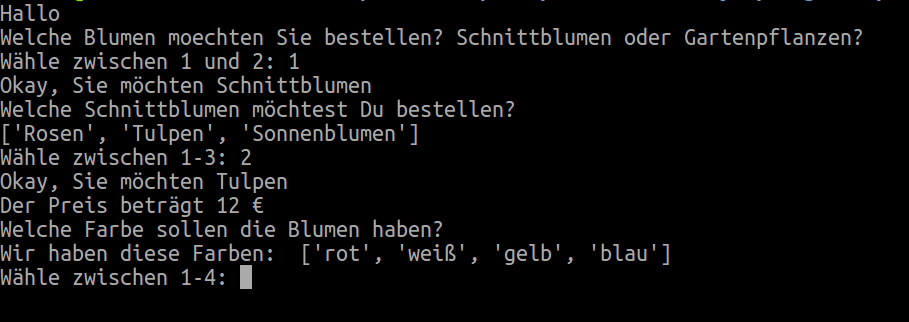 Hallo
Welche Blumen moechten Sie bestellen? Schnittblumen oder Gartenpflanzen?
Wähle zwischen 1 und 2: 1
Okay, Sie möchten Schnittblumen
Welche Schnittblumen möchtest Du bestellen?
['Rosen', 'Tulpen', 'Sonnenblumen']
Wähle zwischen 1-3: 2
Okay, Sie möchten Tulpen
Der Preis beträgt 12 €
Welche Farbe sollen die Blumen haben?
Wir haben diese Farben:  ['rot', 'weiß', 'gelb', 'blau']
Wähle zwischen 1-4: